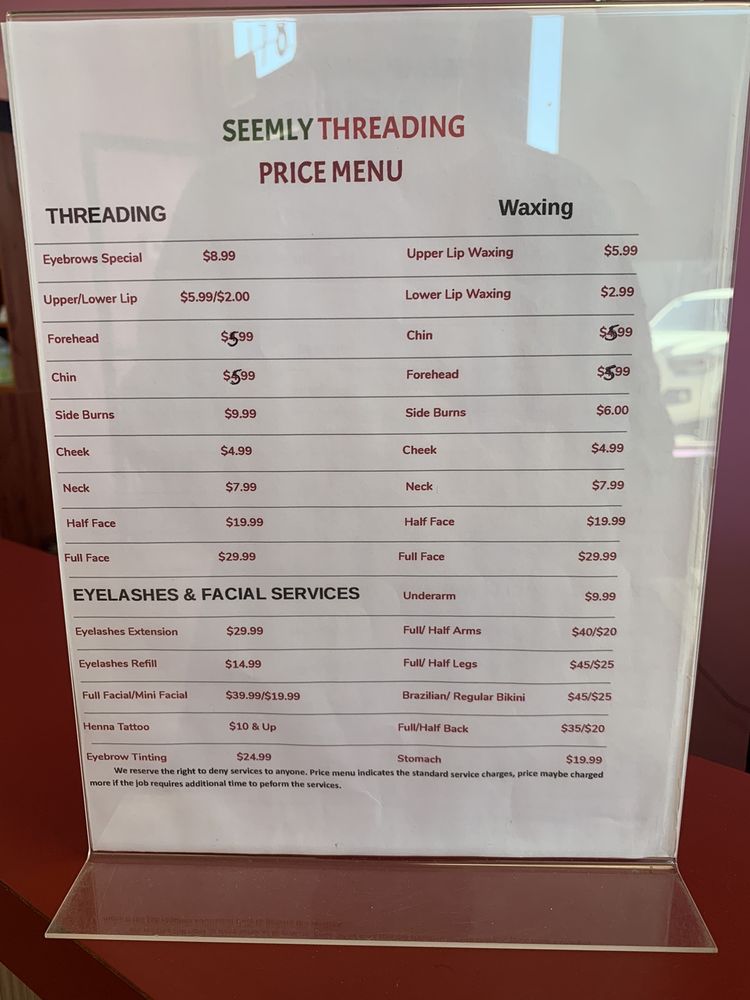 SEEMLY THREADING
PRICE MENU
THREADING
Eyebrows Special $8.99
Upper/Lower Lip $5.99/$2.00
Forehead $5.99
Chin $5.99
Side Burns $9.99
Cheek $4.99
Neck $7.99
Half Face $19.99
Full Face $29.99
EYELASHES & FACIAL SERVICES
Eyelashes Extension $29.99
Eyelashes Refill $14.99
Full Facial/Mini Facial $39.99/$19.99
Henna Tattoo $10 & Up
Eyebrow Tinting $24.99
Waxing
Upper Lip Waxing $5.99
Lower Lip Waxing $2.99
Chin $5.99
Forehead $5.99
Side Burns $6.00
Cheek $4.99
Neck $7.99
Half Face $19.99
Full Face $29.99
Underarm $9.99
Full/ Half Arms $40/$20
Full/ Half Legs $45/$25
Brazilian/ Regular Bikini $45/$25
Full/Half Back $35/$20
Stomach $19.99
We reserve the right to deny services to anyone. Price menu indicates the standard service charges, price maybe charged
more if the job requires additional time to peform the services.